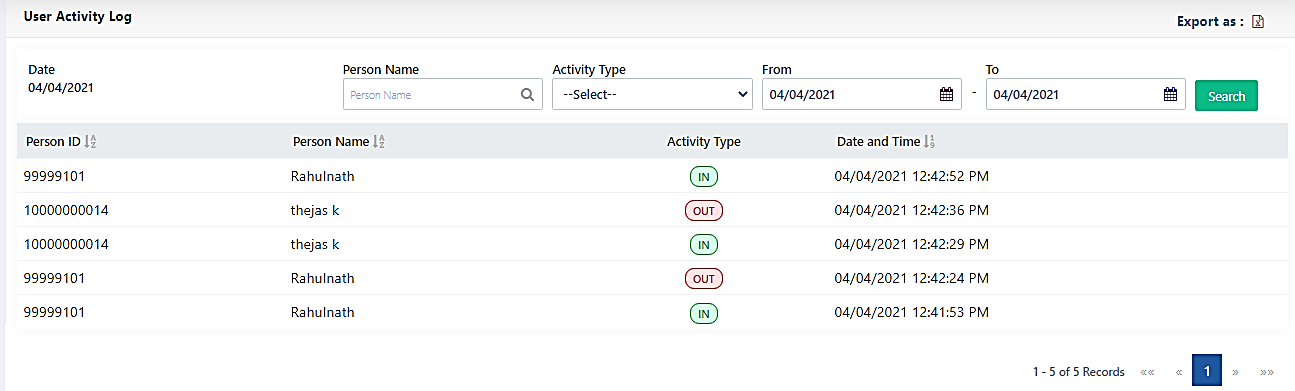 User Activity Log
Export as :
Date
04/04/2021
Person Name
Person Name
Activity Type
--Select--
From
04/04/2021
-
To
04/04/2021
Search
Person ID Person Name Activity Type Date and Time
99999101 Rahulnath IN 04/04/2021 12:42:52 PM
10000000014 thejas k OUT 04/04/2021 12:42:36 PM
10000000014 thejas k IN 04/04/2021 12:42:29 PM
99999101 Rahulnath OUT 04/04/2021 12:42:24 PM
99999101 Rahulnath IN 04/04/2021 12:41:53 PM
1 - 5 of 5 Records «« « 1 » »»